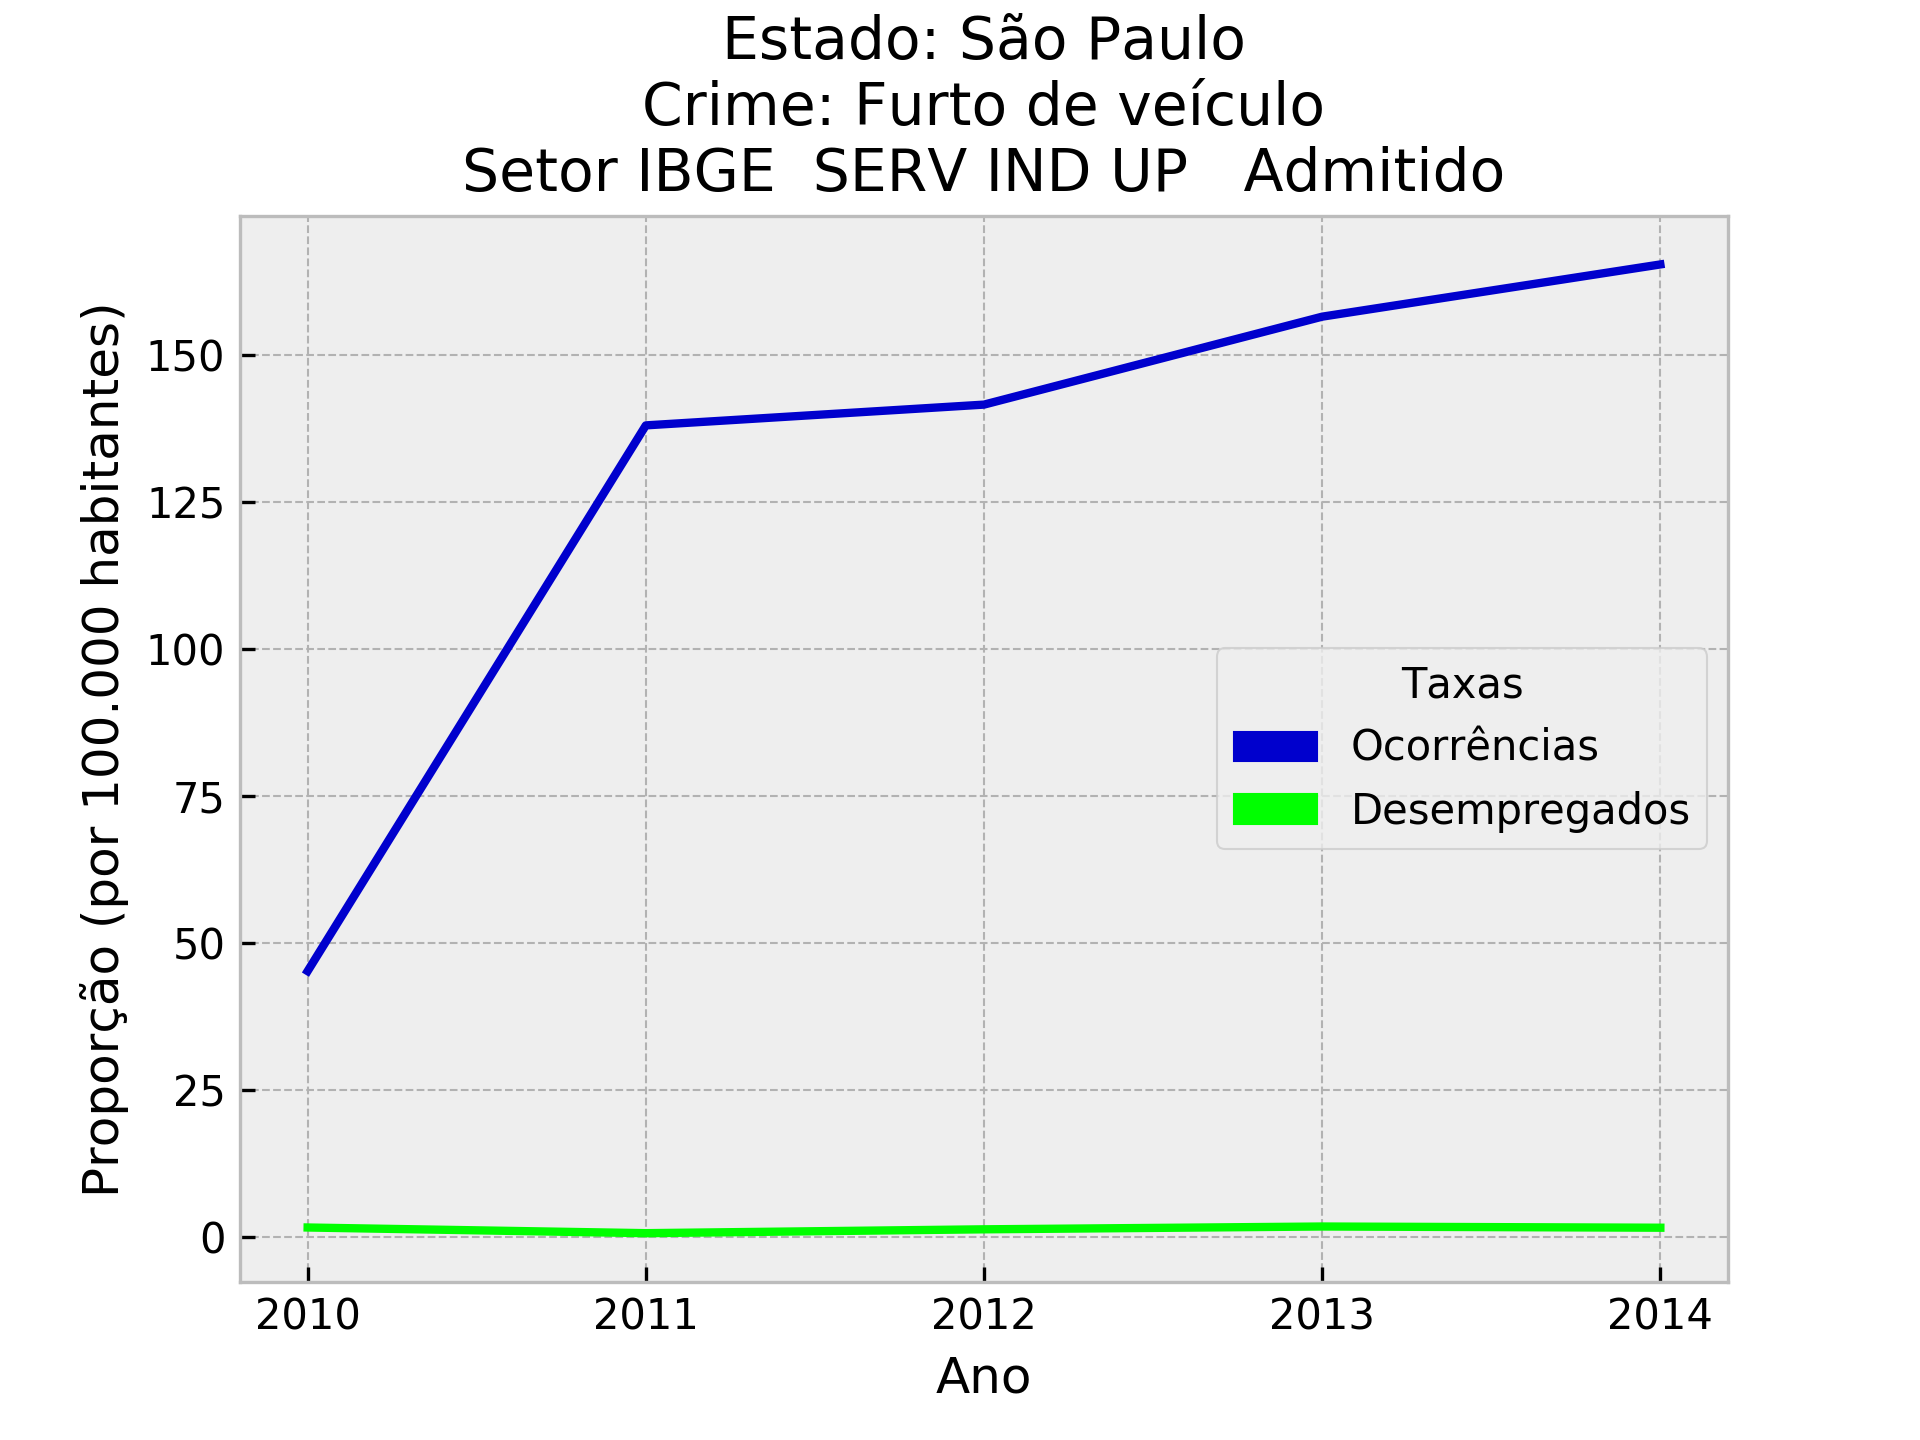 Estado: São Paulo
Crime: Furto de veículo
Setor IBGE  SERV IND UP   Admitido
Proporção (por 100.000 habitantes)
150
125
100
75
50
25
0
Taxas
Ocorrências
Desempregados
2010
2011
2012
2013
2014
Ano